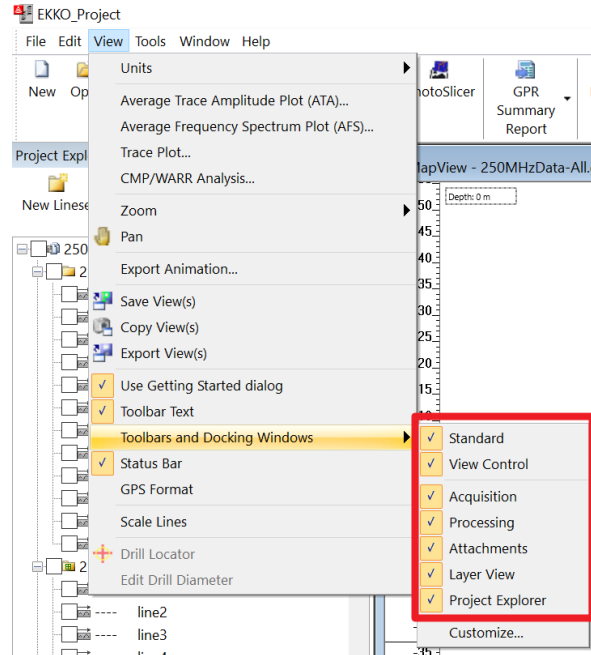 EKKO_Project
File Edit View Tools Window Help
New
GPR Summary Report
Units
Average Trace Amplitude Plot (ATA)...
Average Frequency Spectrum Plot (AFS)...
Trace Plot...
CMP/WARR Analysis...
Zoom
Pan
Export Animation...
Save View(s)
Copy View(s)
Export View(s)
Use Getting Started dialog
Toolbar Text
Toolbars and Docking Windows
Status Bar
GPS Format
Scale Lines
Drill Locator
Edit Drill Diameter
Project Expl
New Linese
250
2
2
line2
line3
MapView - 250MHzData-All.
Depth: 0 m
50
45
40
35
30
25
20
15
10
Standard
View Control
Acquisition
Processing
Attachments
Layer View
Project Explorer
Customize...
-35